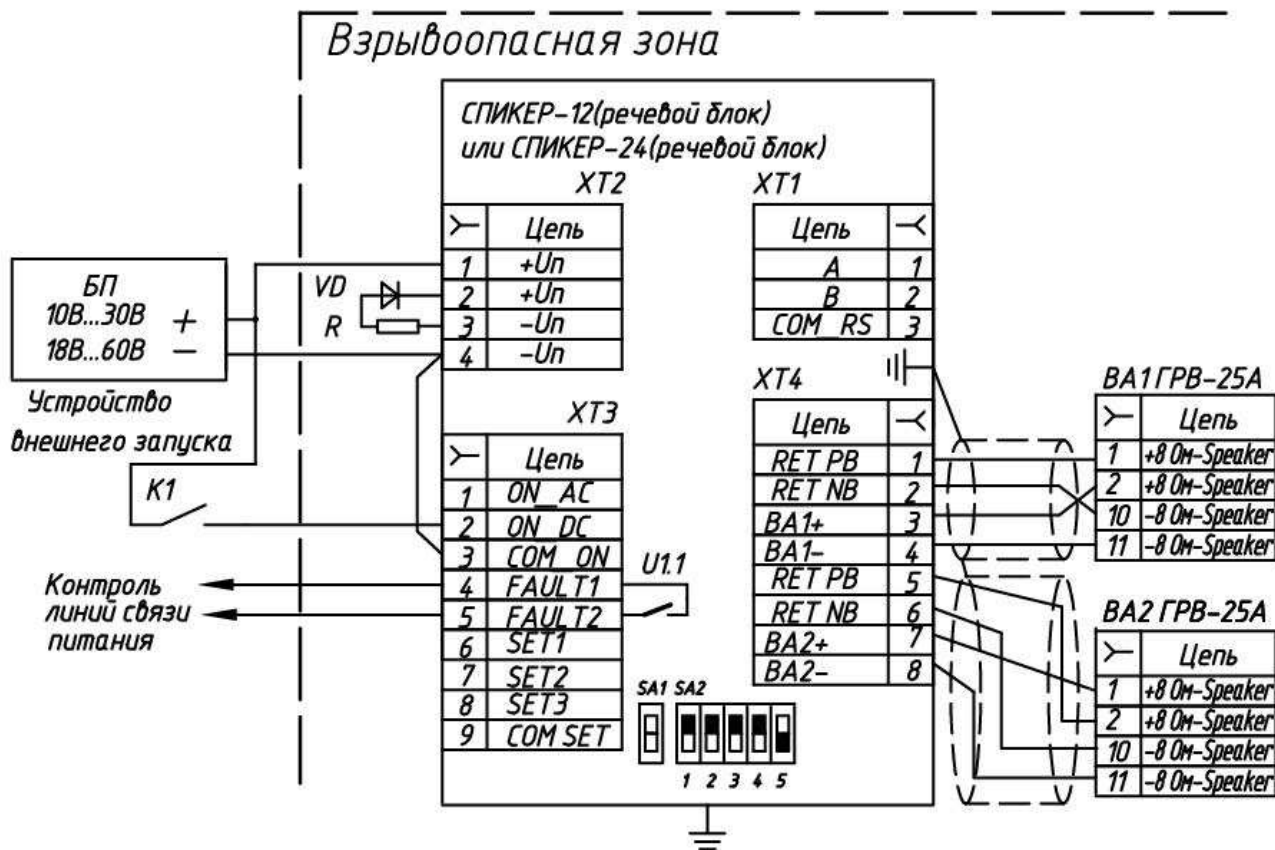 Взрывоопасная зона
СПИКЕР-12(речевой блок)
или СПИКЕР-24(речевой блок)
XT2
Цепь
1 +Uп
2 +Uп
3 -Uп
4 -Uп
XT1
Цепь
A 1
B 2
COM_RS 3
БП
10В...30В +
18В...60В -
VD
R
Устройство
внешнего запуска
K1
XT3
Цепь
1 ON_AC
2 ON_DC
3 COM_ON
4 FAULT1
5 FAULT2
6 SET1
7 SET2
8 SET3
9 COM SET
U1.1
Контроль
линий связи
питания
XT4
Цепь
RET PB 1
RET NB 2
BA1+ 3
BA1- 4
RET PB 5
RET NB 6
BA2+ 7
BA2- 8
SA1 SA2
1 2 3 4 5
BA1 ГРВ-25А
Цепь
1 +8 Ом-Speaker
2 +8 Ом-Speaker
10 -8 Ом-Speaker
11 -8 Ом-Speaker
BA2 ГРВ-25А
Цепь
1 +8 Ом-Speaker
2 +8 Ом-Speaker
10 -8 Ом-Speaker
11 -8 Ом-Speaker